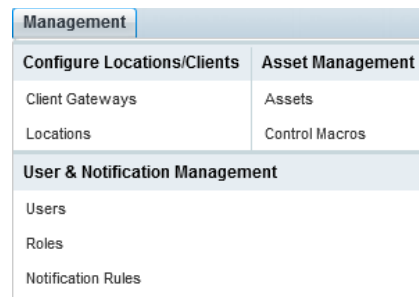 Management
Configure Locations/Clients
Client Gateways
Locations
Asset Management
Assets
Control Macros
User & Notification Management
Users
Roles
Notification Rules